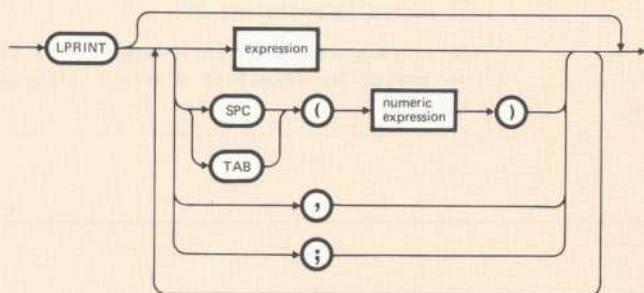 LPRINT
expression
SPC
(
numeric
expression
)
TAB
,
;